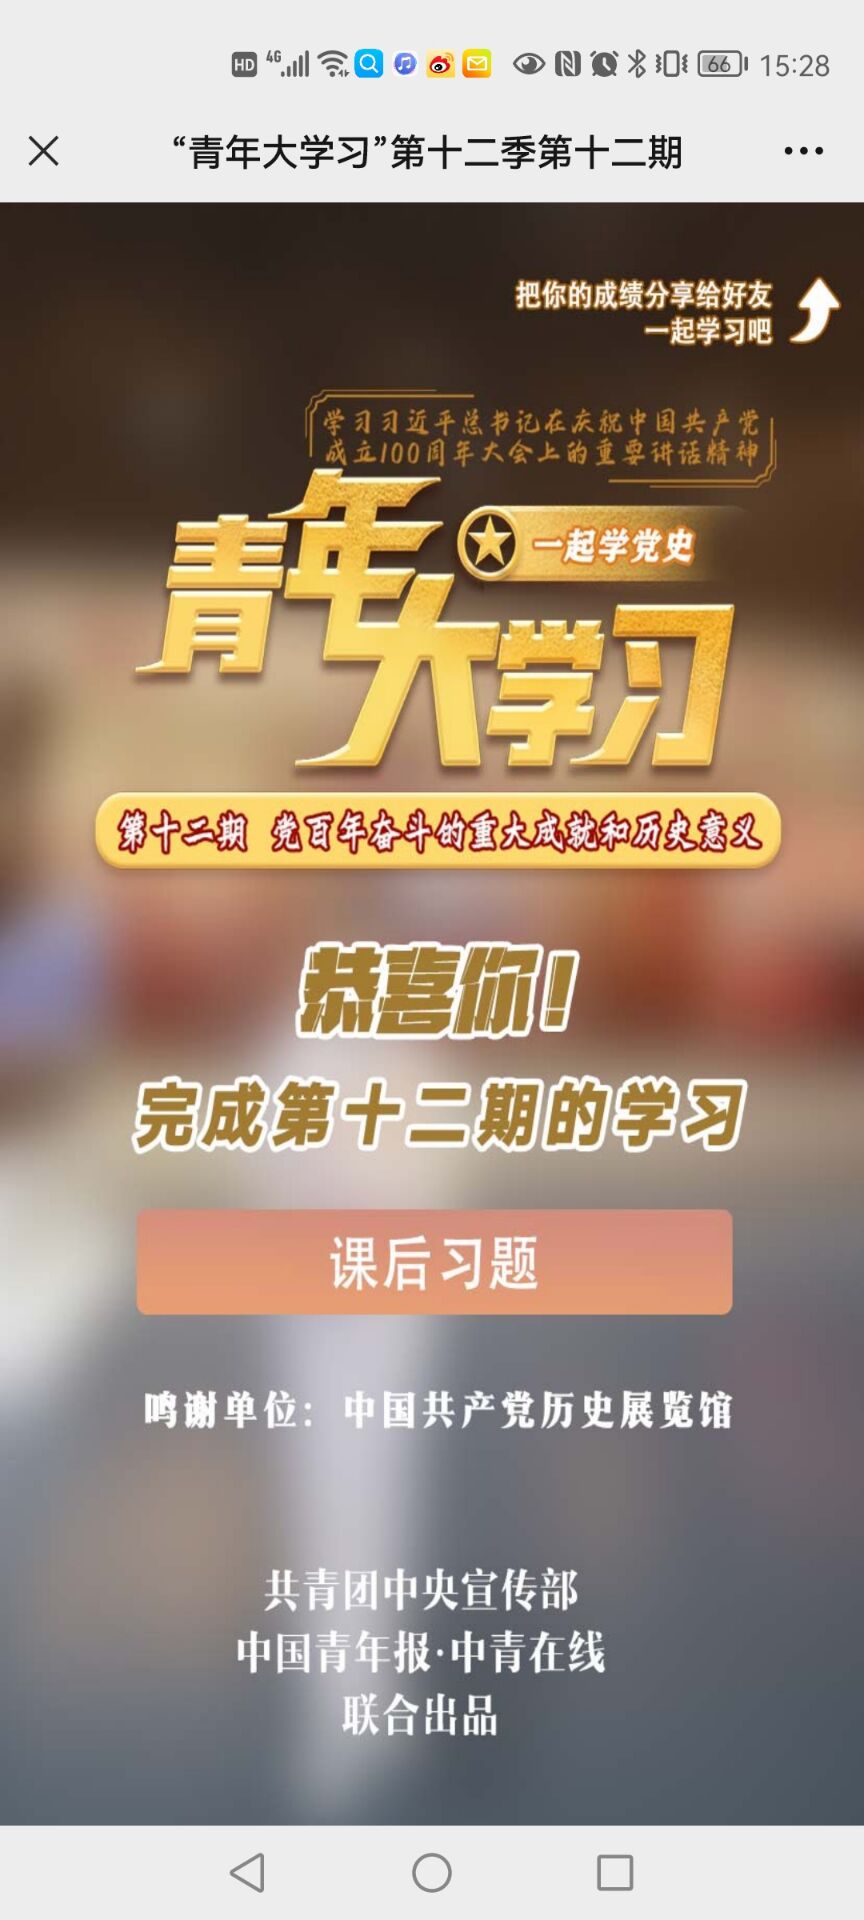 HD 4G 66 15:28
“青年大学习”第十二季第十二期
把你的成绩分享给好友
一起学习吧
学习习近平总书记在庆祝中国共产党
成立100周年大会上的重要讲话精神
青年大学习
一起学党史
第十二期 党百年奋斗的重大成就和历史意义
恭喜你！
完成第十二期的学习
课后习题
鸣谢单位：中国共产党历史展览馆
共青团中央宣传部
中国青年报·中青在线
联合出品